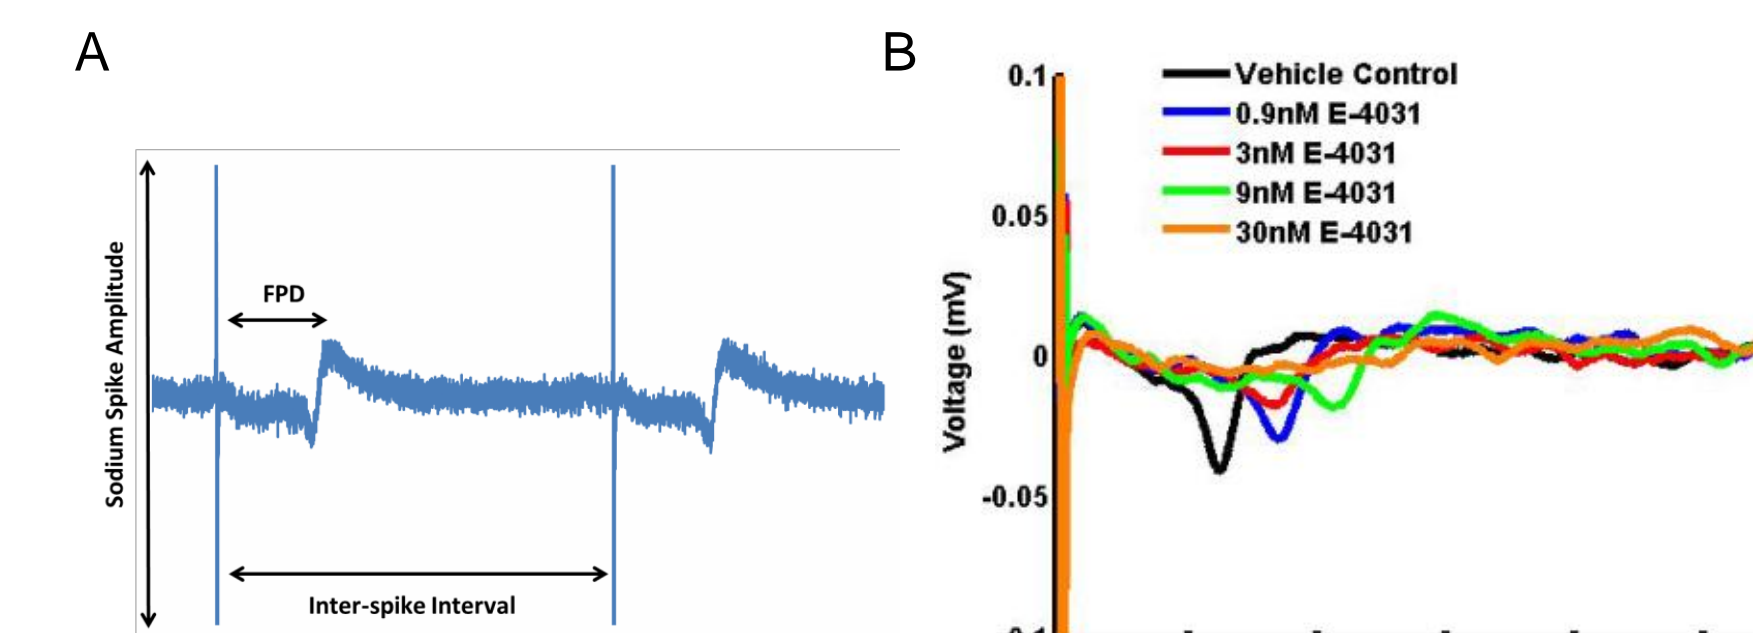 A
B
Sodium Spike Amplitude
FPD
Inter-spike Interval
Vehicle Control
0.9nM E-4031
3nM E-4031
9nM E-4031
30nM E-4031
Voltage (mV)
0.1
0.05
0
-0.05